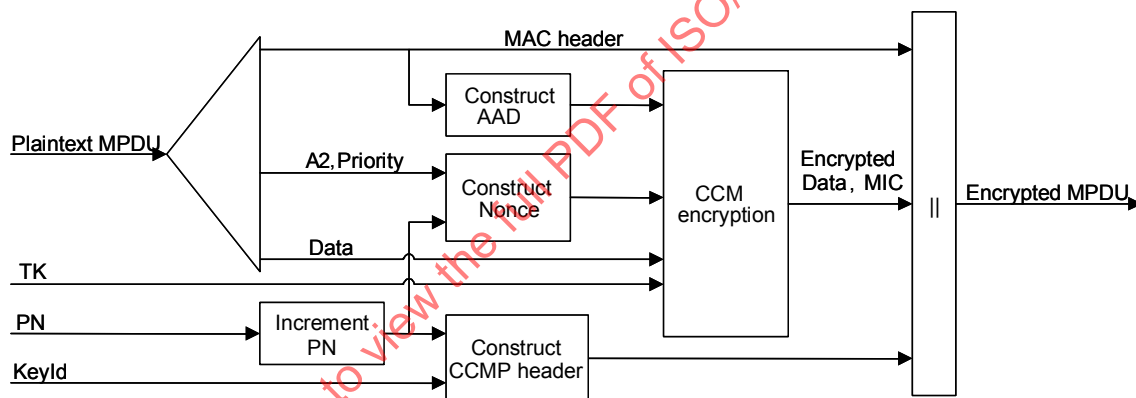 MAC header
Construct
AAD
Plaintext MPDU
A2,Priority
Construct
Nonce
CCM
encryption
Encrypted
Data, MIC
||
Encrypted MPDU
Data
TK
PN
Increment
PN
KeyId
Construct
CCMP header
to view the full PDF of ISO/